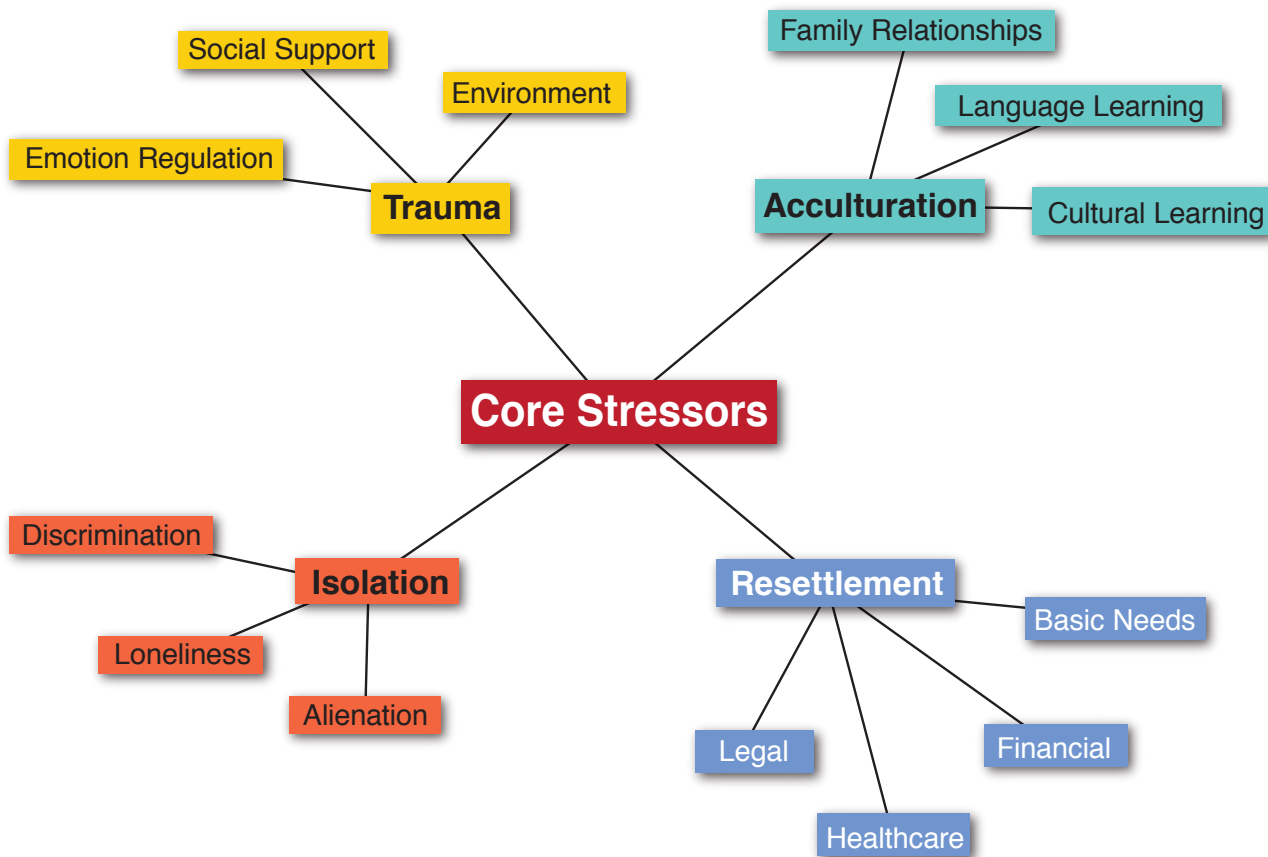 Social Support
Environment
Emotion Regulation
Trauma
Family Relationships
Language Learning
Acculturation
Cultural Learning
Core Stressors
Discrimination
Isolation
Loneliness
Alienation
Resettlement
Basic Needs
Legal
Financial
Healthcare